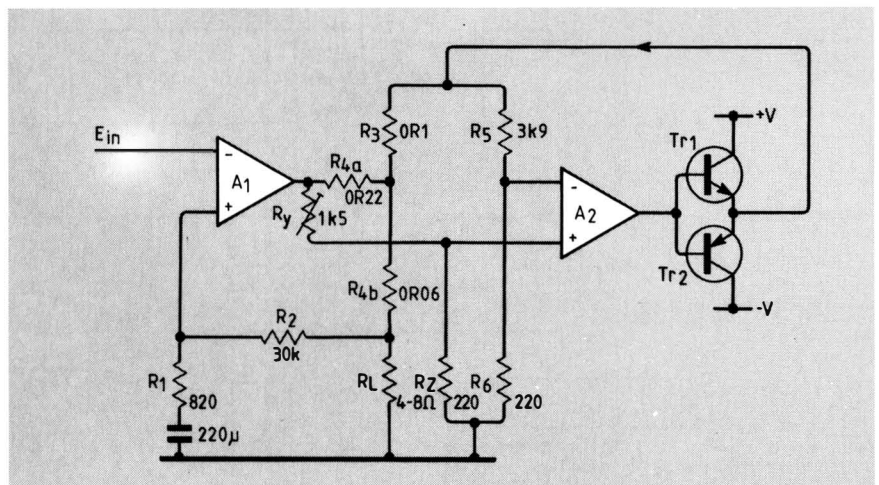 Ein
A1
-
+
R3 0R1
R4a
0R22
Ry 1k5
R4b 0R06
R2
30k
R1
820
220µ
RL
4-8Ω
R5 3k9
RZ
220
R6
220
A2
-
+
Tr1
Tr2
+V
-V